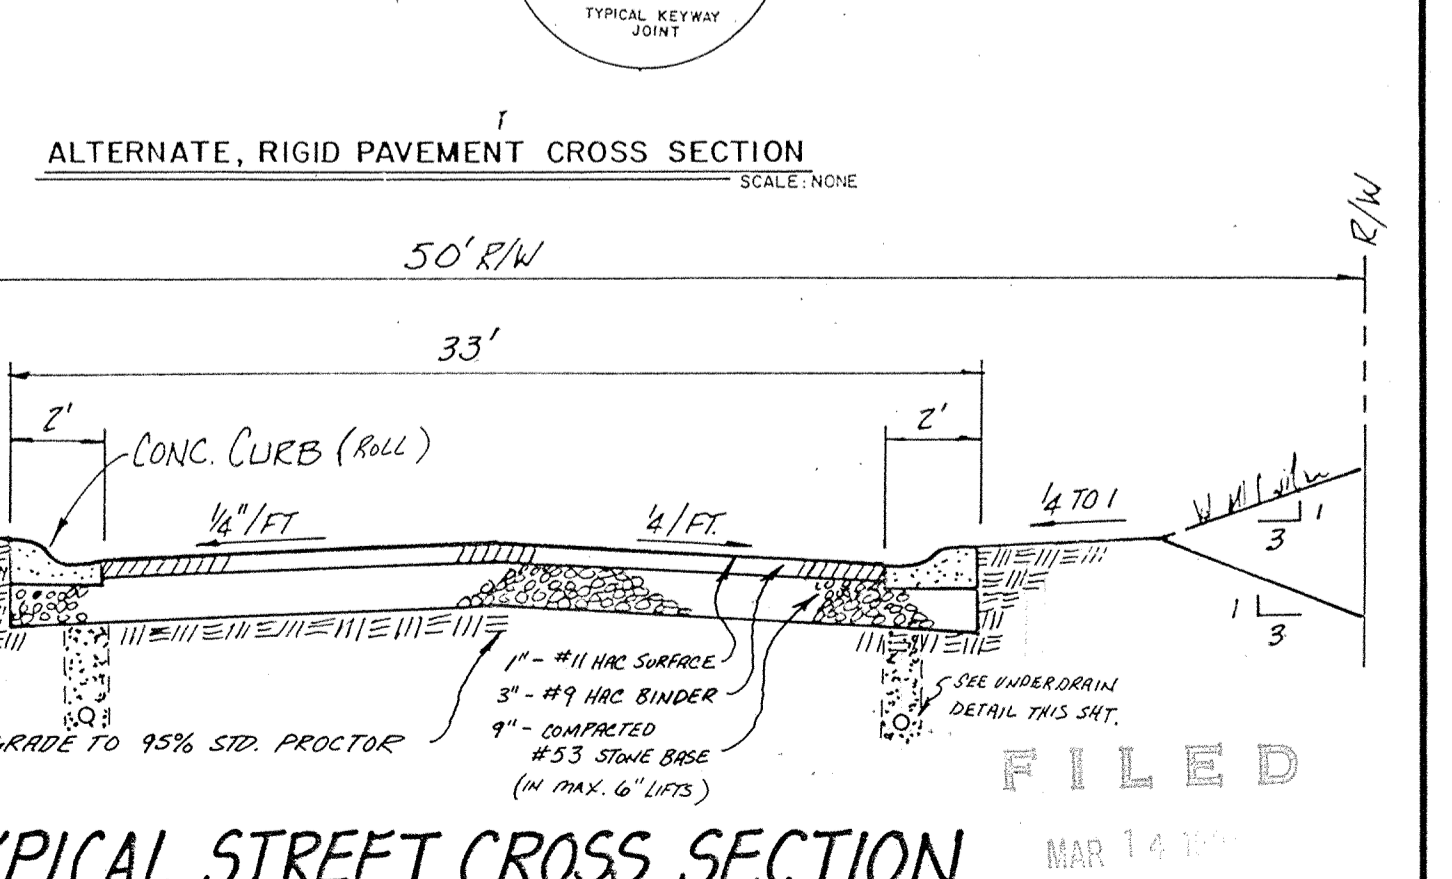 TYPICAL KEYWAY
JOINT
ALTERNATE, RIGID PAVEMENT CROSS SECTION
SCALE: NONE
R/W
50' R/W
33'
2'
2'
CONC. CURB (ROLL)
1/4"/FT
1/4/FT.
1/4 TO 1
1
3
1
3
1" - #11 HAC SURFACE
3" - #9 HAC BINDER
9" - COMPACTED
#53 STONE BASE
(IN MAX. 6" LIFTS)
SEE UNDERDRAIN
DETAIL THIS SHT.
GRADE TO 95% STD. PROCTOR
FILED
MAR 14
YPICAL STREET CROSS SECTION